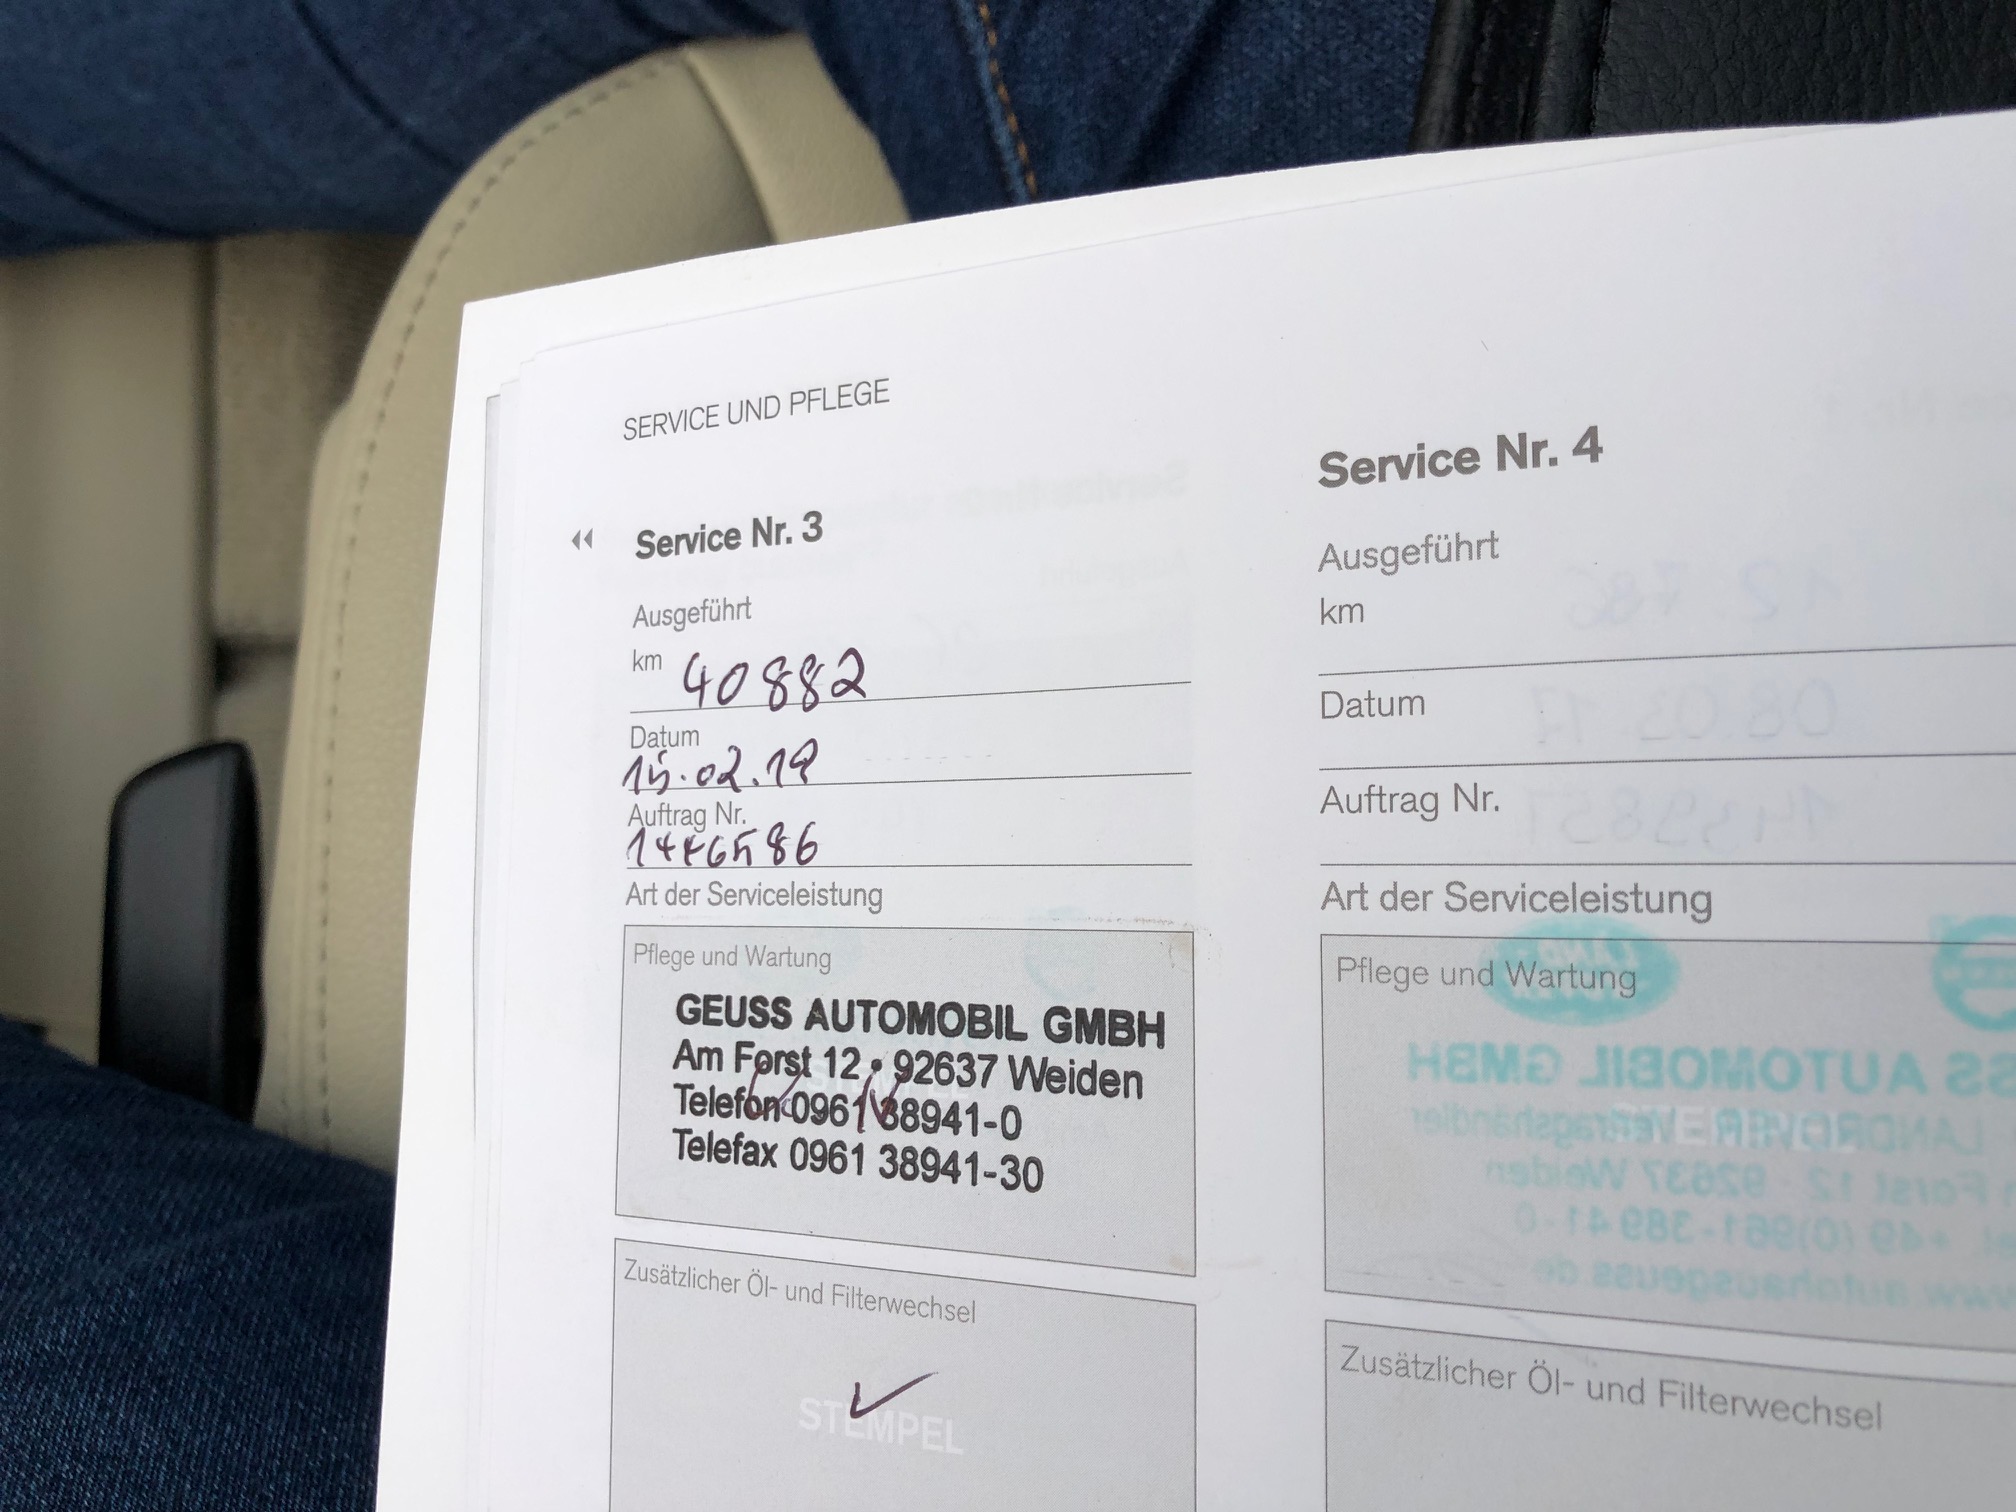 SERVICE UND PFLEGE
Service Nr. 3
Ausgeführt
km 40882
Datum
15.02.19
Auftrag Nr.
1446586
Art der Serviceleistung
Pflege und Wartung
GEUSS AUTOMOBIL GMBH
Am Forst 12 • 92637 Weiden
Telefon 0961 38941-0
Telefax 0961 38941-30
Zusätzlicher Öl- und Filterwechsel
STEMPEL
Service Nr. 4
Ausgeführt
km
Datum
Auftrag Nr.
Art der Serviceleistung
Pflege und Wartung
Zusätzlicher Öl- und Filterwechsel